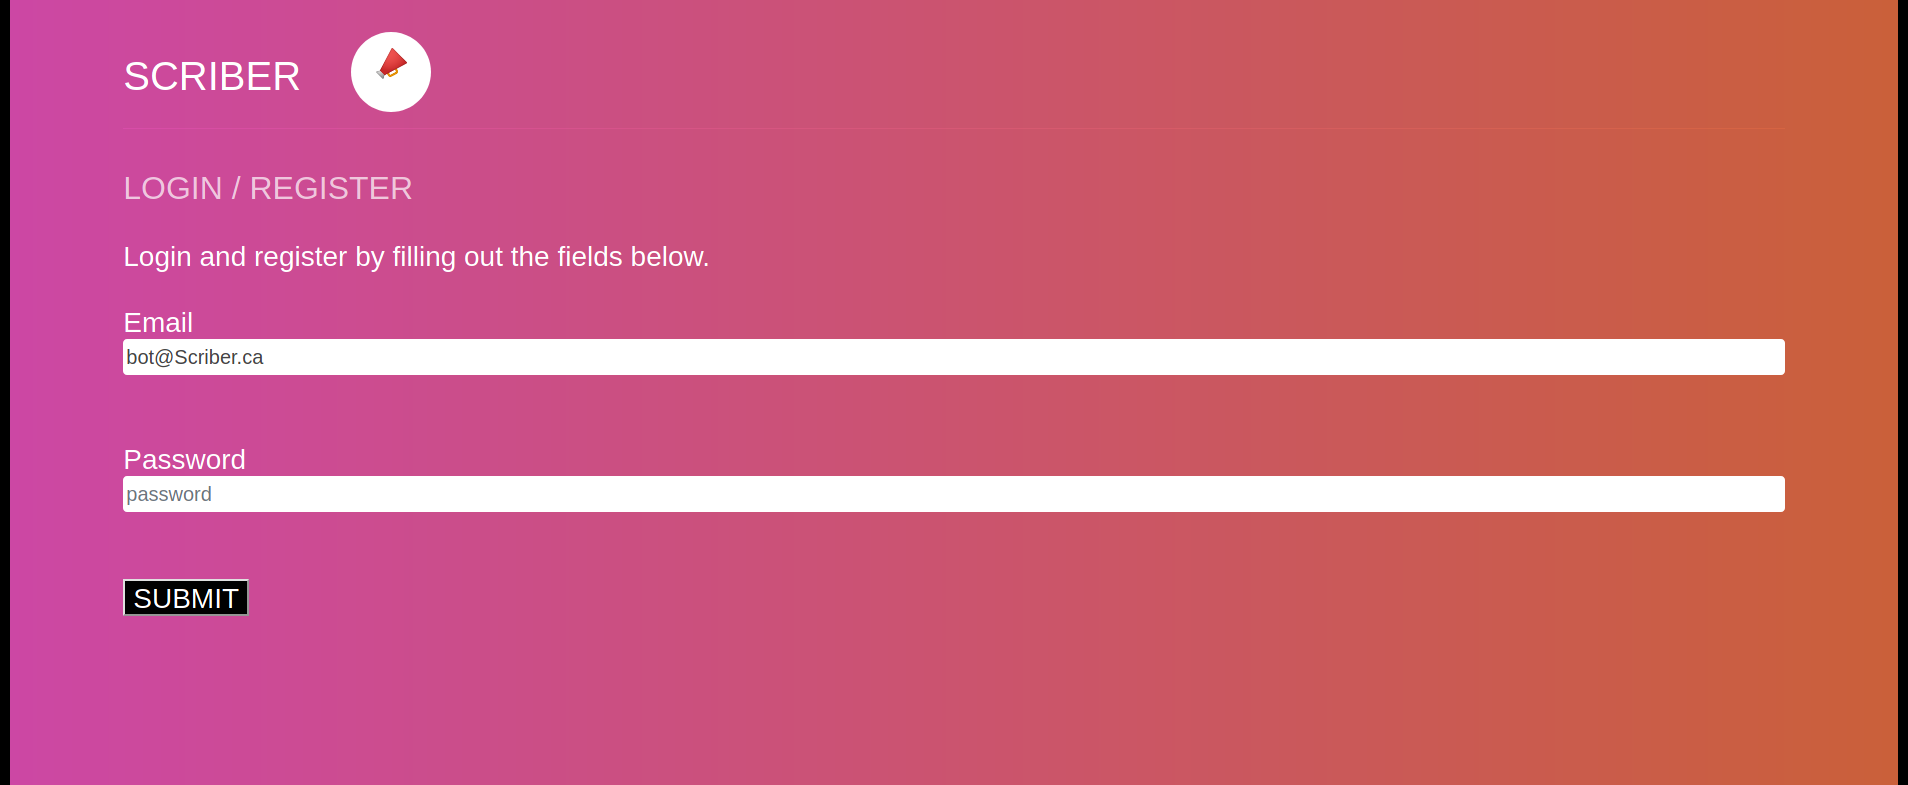 SCRIBER
LOGIN / REGISTER
Login and register by filling out the fields below.
Email
bot@Scriber.ca
Password
password
SUBMIT